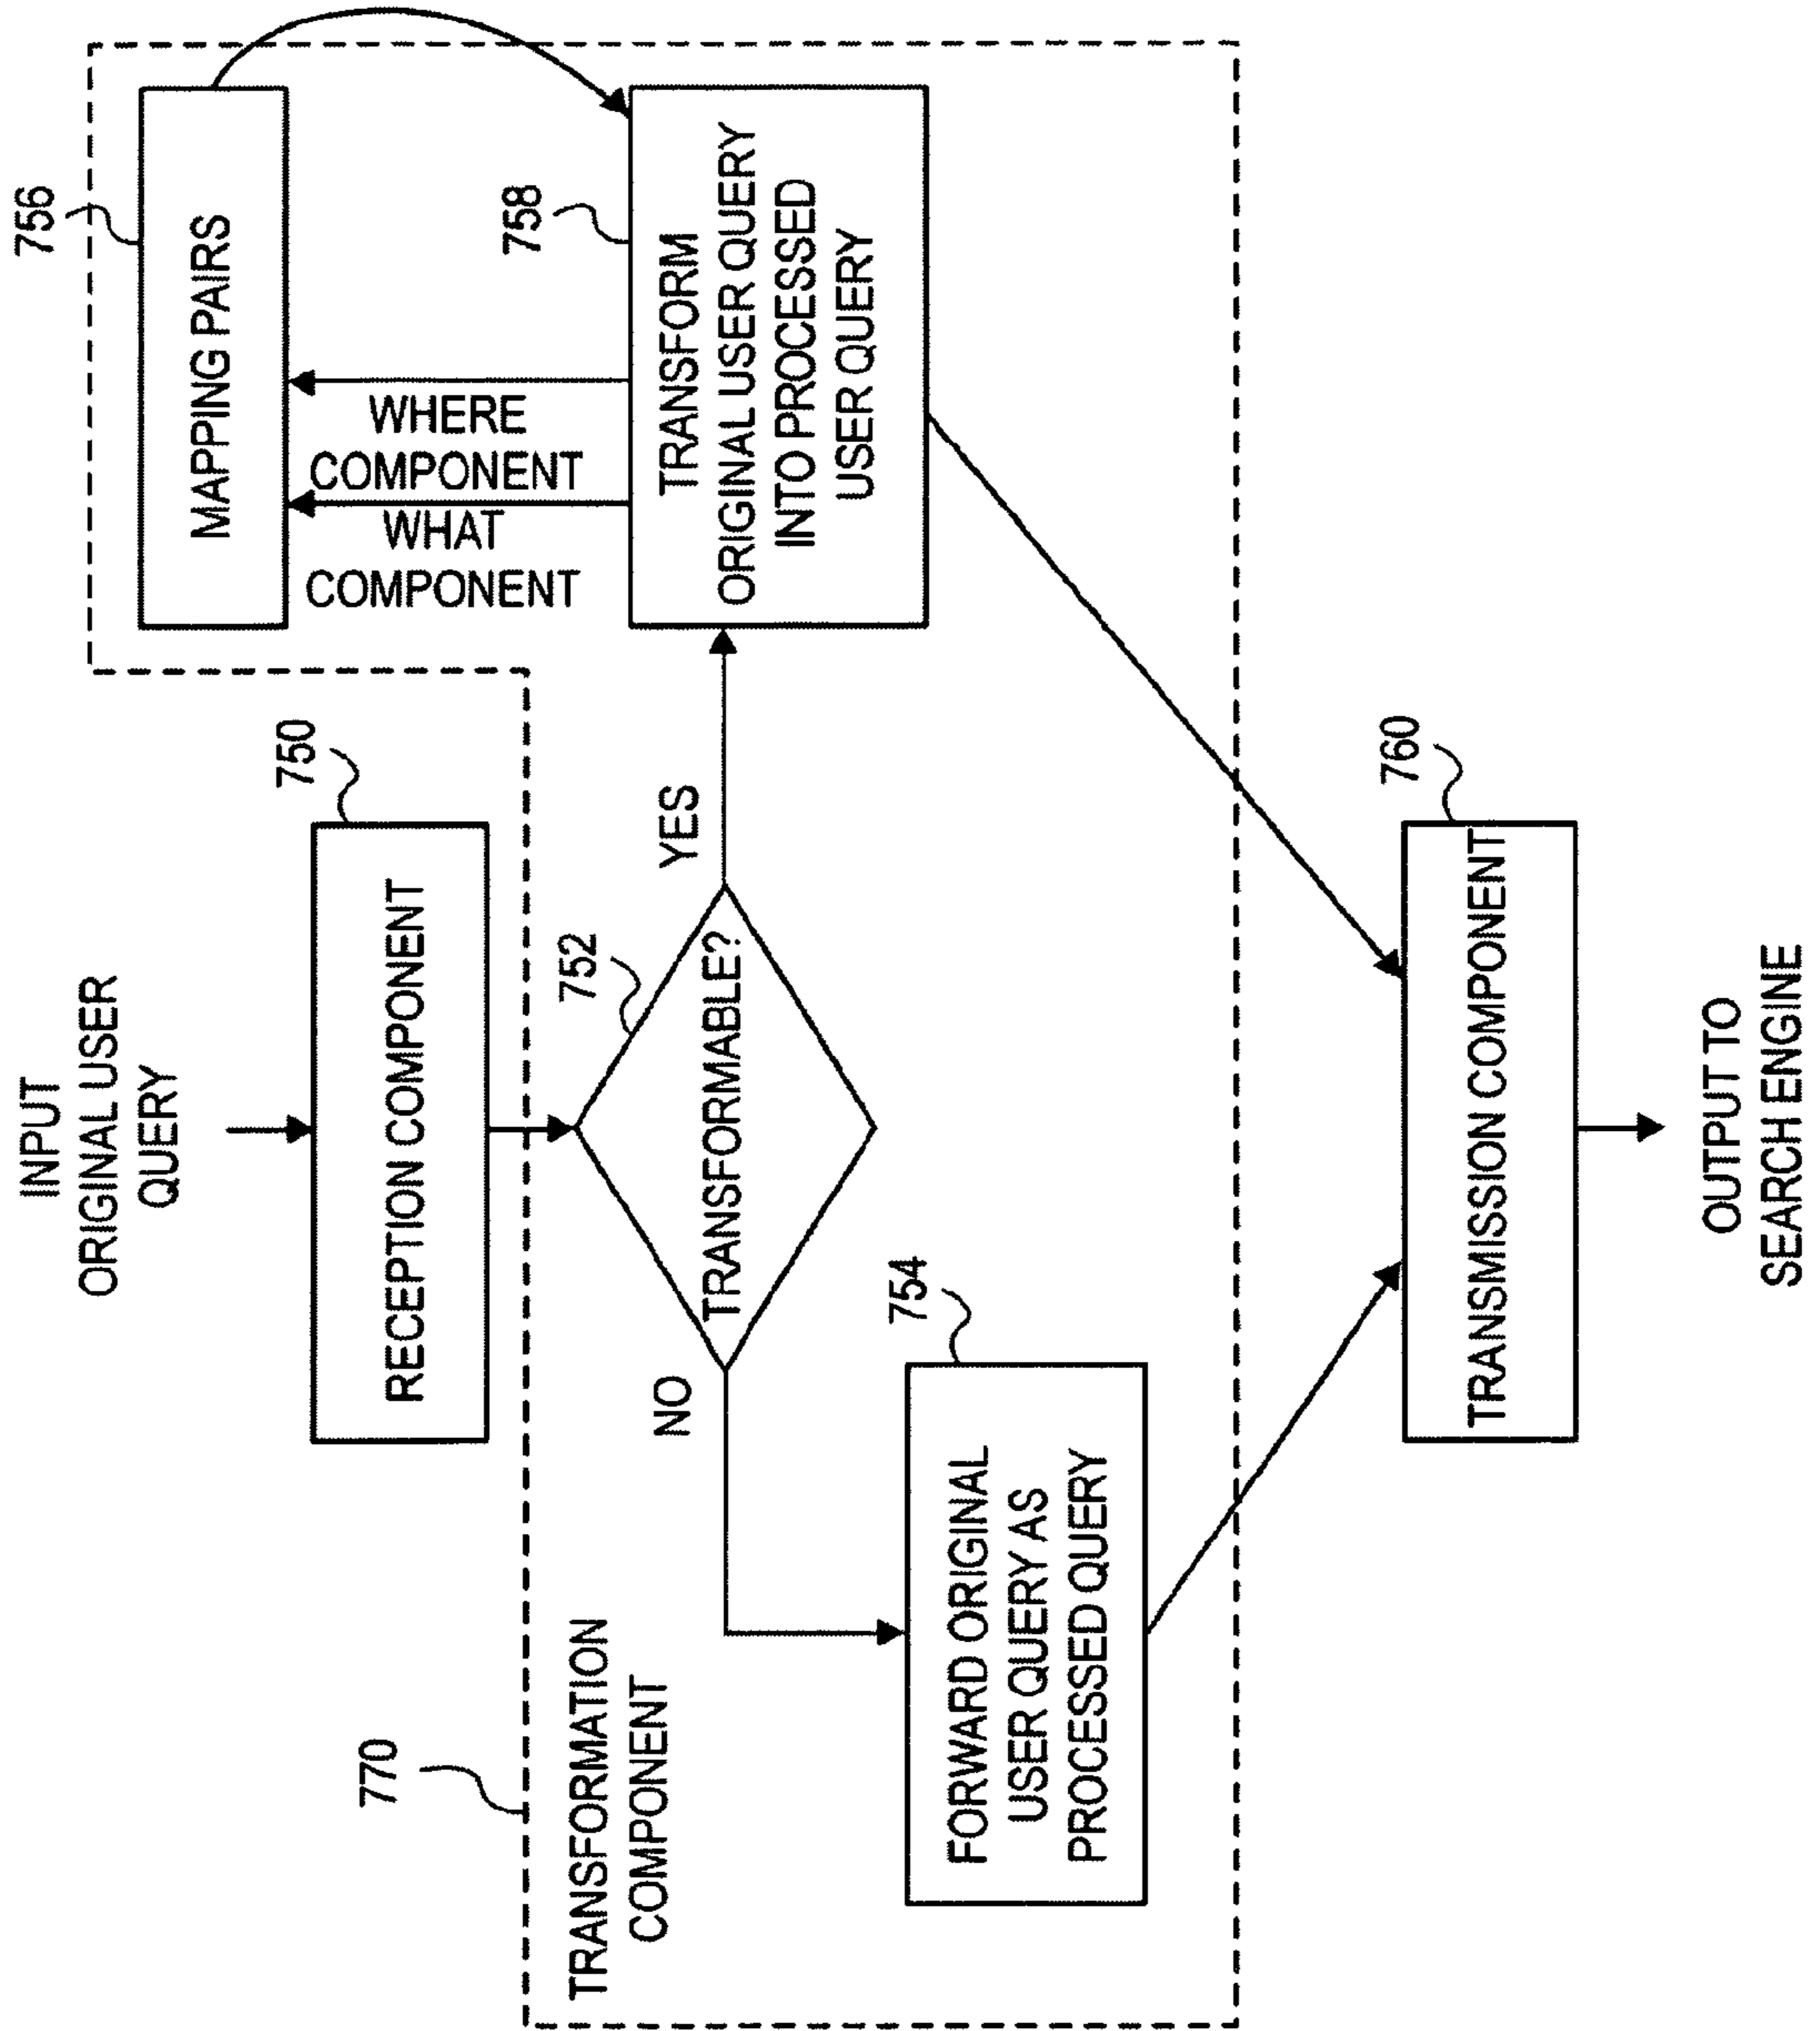 INPUT
ORIGINAL USER
QUERY
750
RECEPTION COMPONENT
756
MAPPING PAIRS
WHERE
COMPONENT
WHAT
COMPONENT
758
TRANSFORM
ORIGINAL USER QUERY
INTO PROCESSED
USER QUERY
752
TRANSFORMABLE?
YES
NO
770
TRANSFORMATION
COMPONENT
754
FORWARD ORIGINAL
USER QUERY AS
PROCESSED QUERY
760
TRANSMISSION COMPONENT
OUTPUT TO
SEARCH ENGINE